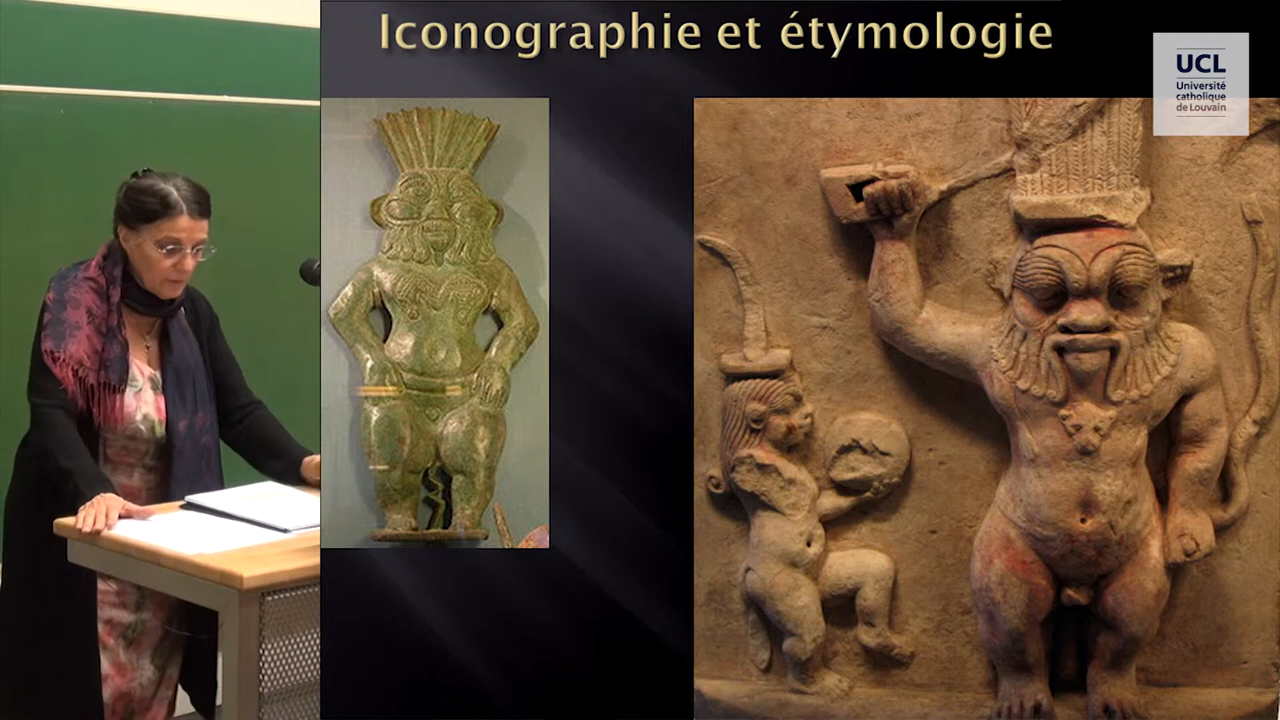 Iconographie et étymologie
UCL
Université
catholique
de Louvain